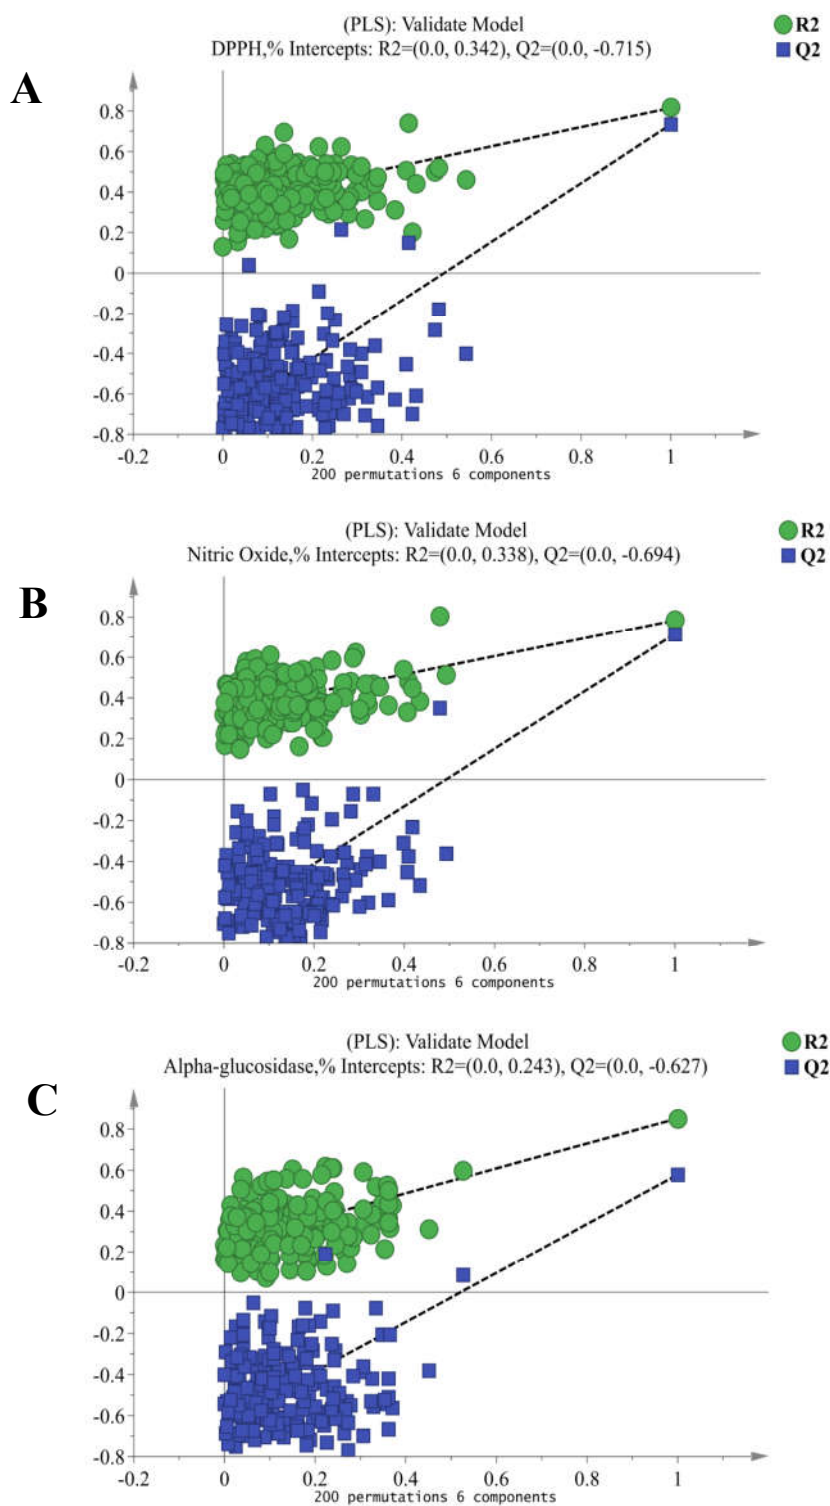 (PLS): Validate Model
DPPH,% Intercepts: R2=(0.0, 0.342), Q2=(0.0, -0.715)
R2
Q2
A
0.8
0.6
0.4
0.2
0
-0.2
-0.4
-0.6
-0.8
-0.2 0 0.2 0.4 0.6 0.8 1
200 permutations 6 components
(PLS): Validate Model
Nitric Oxide,% Intercepts: R2=(0.0, 0.338), Q2=(0.0, -0.694)
R2
Q2
B
0.8
0.6
0.4
0.2
0
-0.2
-0.4
-0.6
-0.8
-0.2 0 0.2 0.4 0.6 0.8 1
200 permutations 6 components
(PLS): Validate Model
Alpha-glucosidase,% Intercepts: R2=(0.0, 0.243), Q2=(0.0, -0.627)
R2
Q2
C
0.8
0.6
0.4
0.2
0
-0.2
-0.4
-0.6
-0.8
-0.2 0 0.2 0.4 0.6 0.8 1
200 permutations 6 components